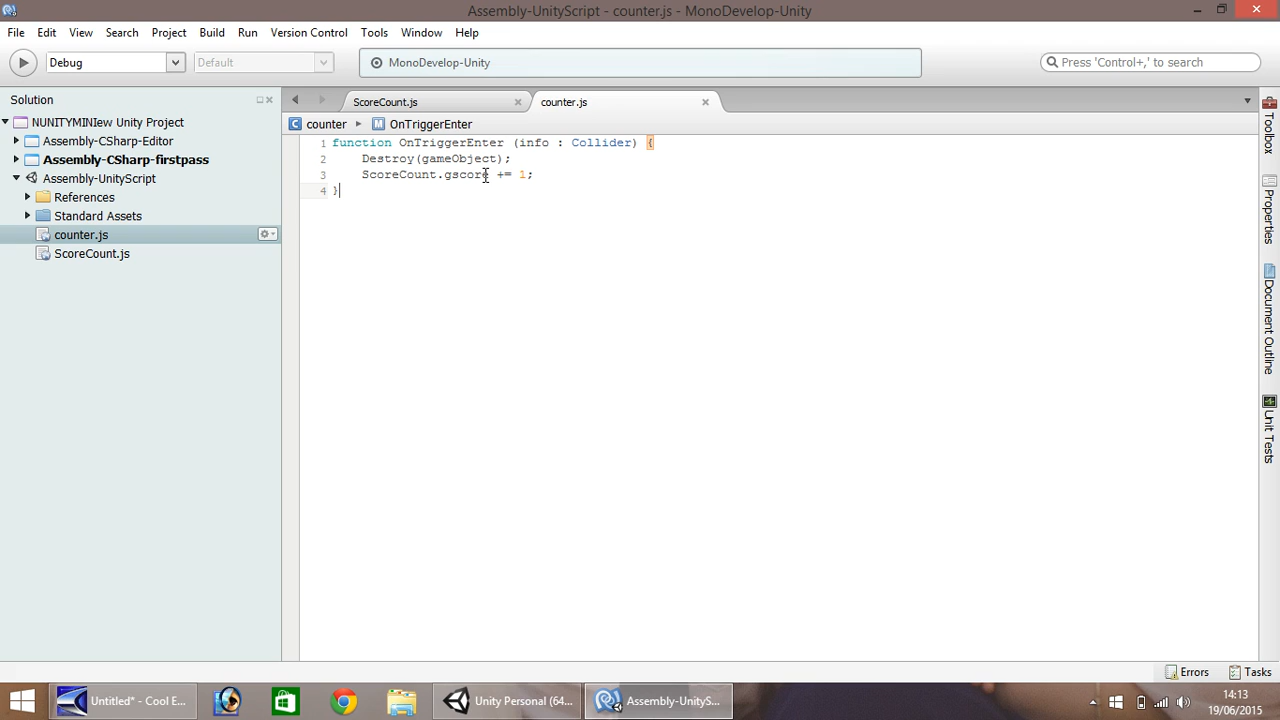 Assembly-UnityScript - counter.js - MonoDevelop-Unity
File Edit View Search Project Build Run Version Control Tools Window Help
Debug Default MonoDevelop-Unity Press 'Control+,' to search
Solution
ScoreCount.js counter.js
NUNITYMINIew Unity Project
counter OnTriggerEnter
Assembly-CSharp-Editor
Assembly-CSharp-firstpass
Assembly-UnityScript
References
Standard Assets
counter.js
ScoreCount.js
1 function OnTriggerEnter (info : Collider) {
2 Destroy(gameObject);
3 ScoreCount.gscore += 1;
4 }
Toolbox
Properties
Document Outline
Unit Tests
Errors Tasks
Untitled* - Cool E... Unity Personal (64... Assembly-UnityS...
14:13
19/06/2015